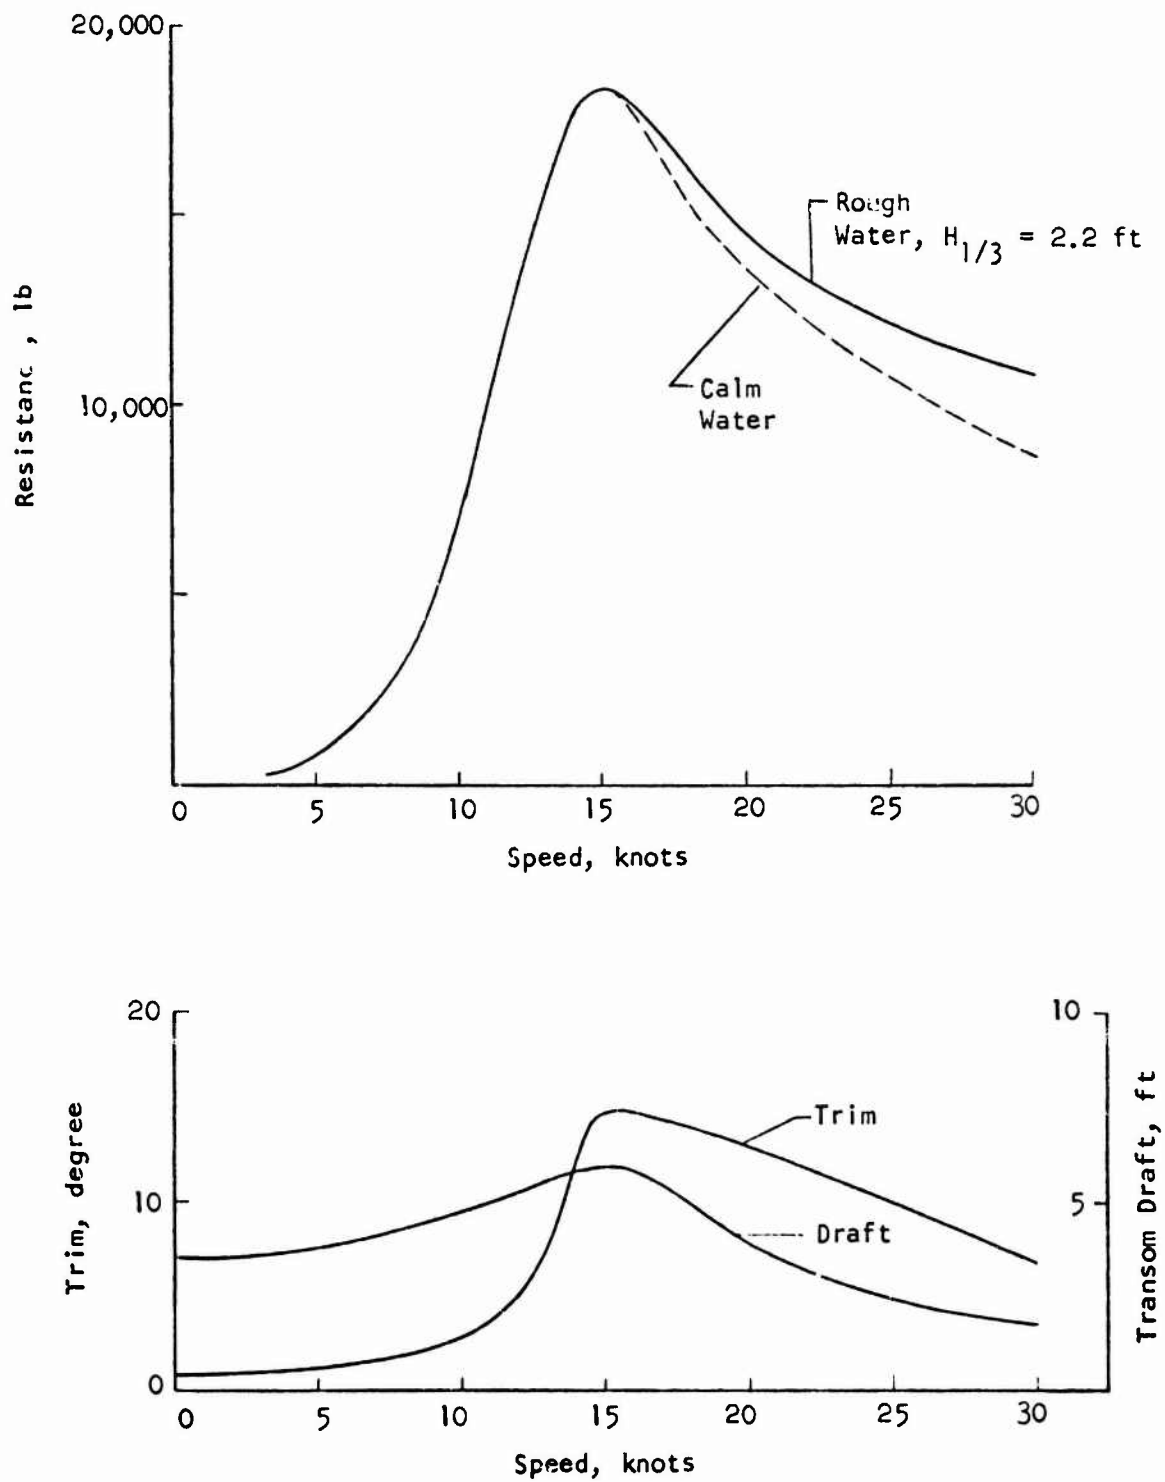 20,000
Rough
Water, H1/3 = 2.2 ft
Resistanc , lb
10,000
Calm
Water
0 5 10 15 20 25 30
Speed, knots
20
10
Trim
Trim, degree
Transom Draft, ft
10
5
Draft
0
0 5 10 15 20 25 30
Speed, knots